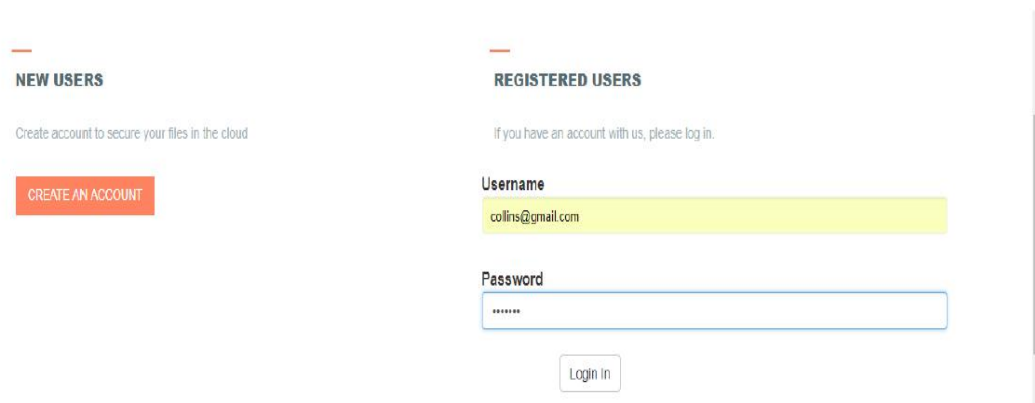 NEW USERS
Create account to secure your files in the cloud
CREATE AN ACCOUNT
REGISTERED USERS
If you have an account with us, please log in.
Username
collins@gmail.com
Password
•••••••
Login In